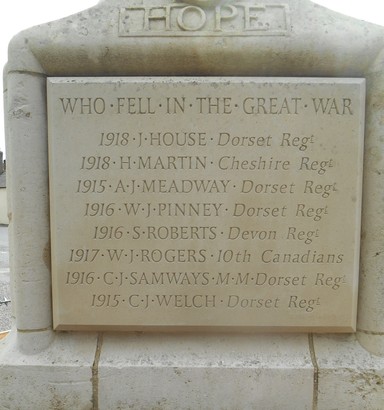 HOPE
WHO·FELL·IN·THE·GREAT·WAR
1918·J·HOUSE·Dorset Regt
1918·H·MARTIN·Cheshire Regt
1915·A·J·MEADWAY·Dorset Regt
1916·W·J·PINNEY·Dorset Regt
1916·S·ROBERTS·Devon Regt
1917·W·J·ROGERS·10th Canadians
1916·C·J·SAMWAYS·M·M·Dorset Regt
1915·C·J·WELCH·Dorset Regt